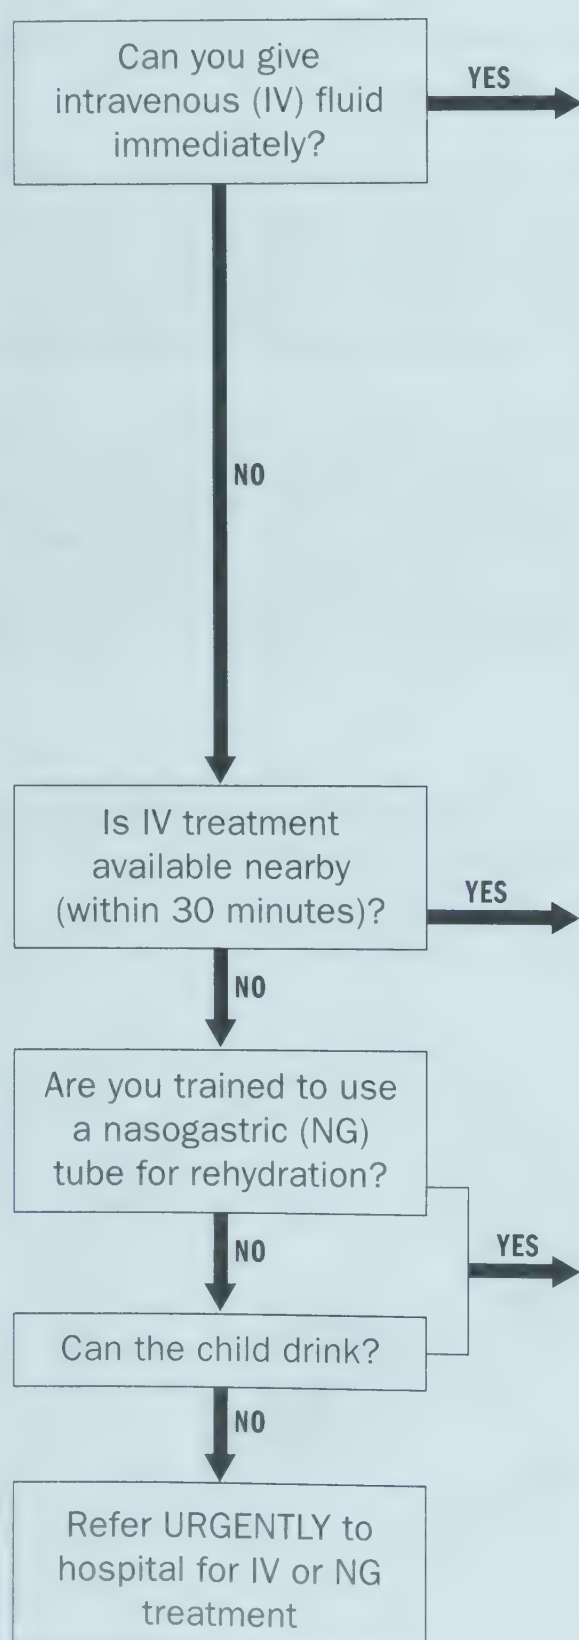 Can you give
intravenous (IV) fluid
immediately?
YES
NO
Is IV treatment
available nearby
(within 30 minutes)?
YES
NO
Are you trained to use
a nasogastric (NG)
tube for rehydration?
YES
NO
Can the child drink?
NO
Refer URGENTLY to
hospital for IV or NG
treatment